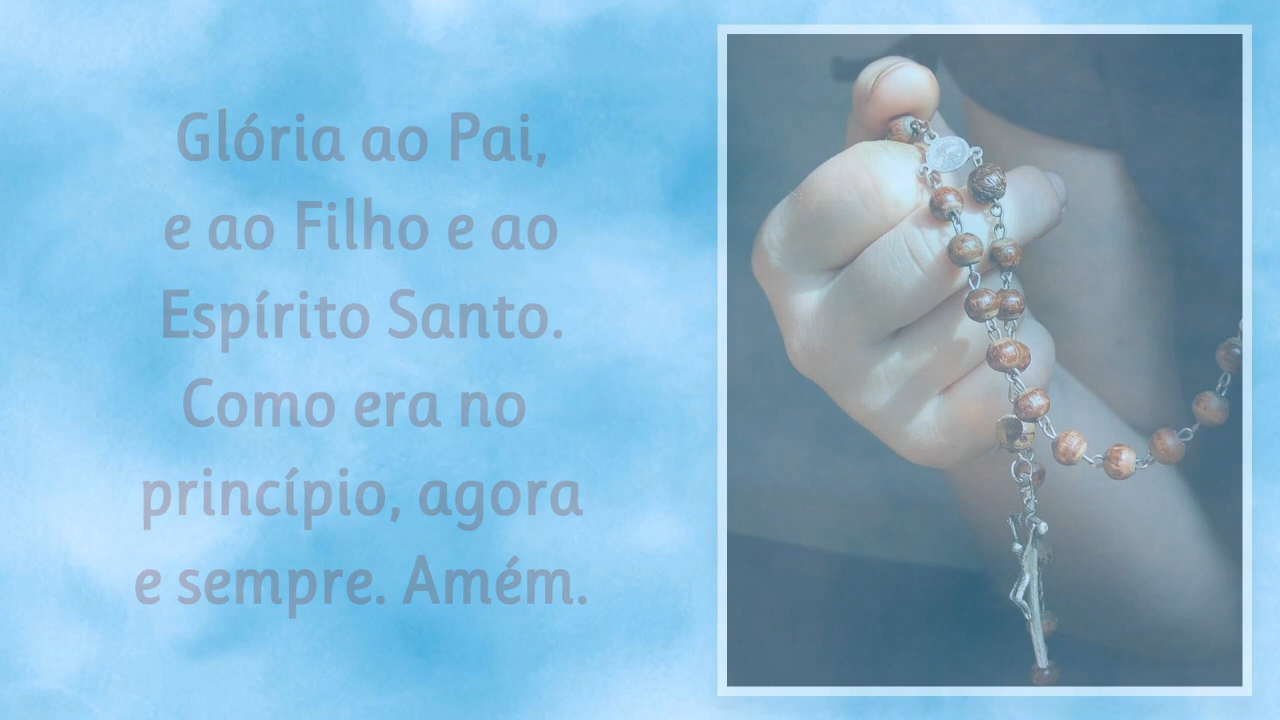 Glória ao Pai,
e ao Filho e ao
Espírito Santo.
Como era no
princípio, agora
e sempre. Amém.